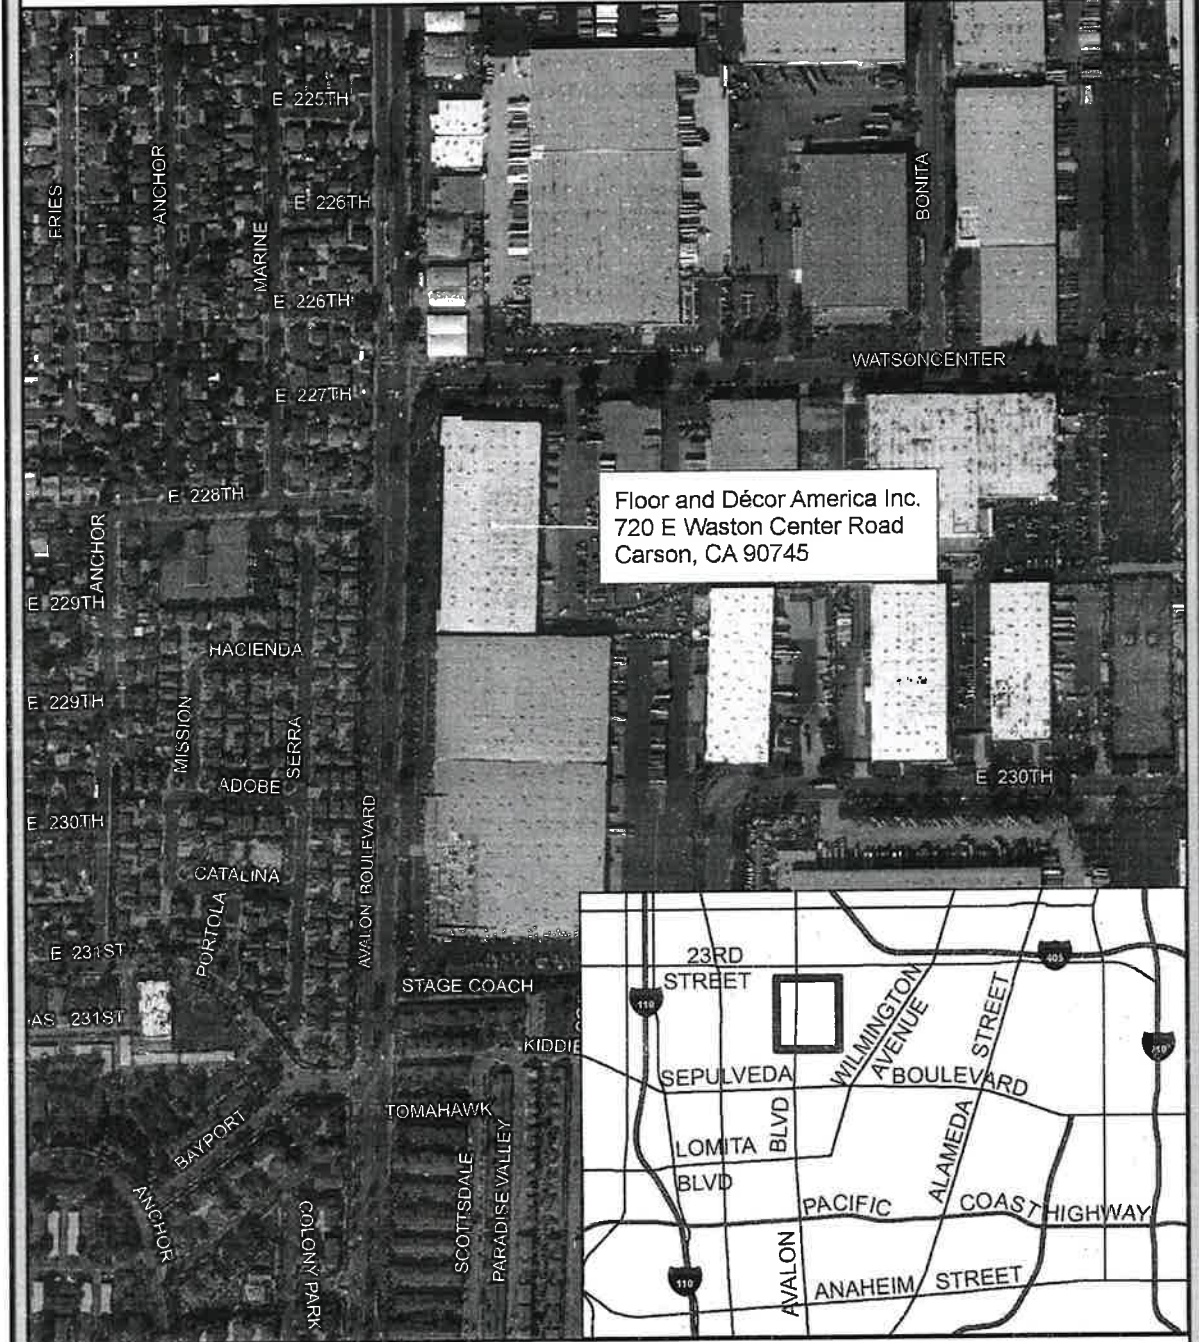 E 225TH
ANCHOR
FRIES
E 226TH
BONITA
MARINE
E 226TH
WATSONCENTER
E 227TH
Floor and Décor America Inc.
720 E Waston Center Road
Carson, CA 90745
E 228TH
ANCHOR
E 229TH
HACIENDA
E 229TH
MISSION
SERRA
E 230TH
ADOBE
E 230TH
AVALON BOULEVARD
CATALINA
PORTOLA
E 231ST
STAGE COACH
AS 231ST
KIDDIE
TOMAHAWK
BAYPORT
SCOTTSDALE
PARADISE VALLEY
ANCHOR
COLONY PARK
23RD
STREET
405
110
WILMINGTON
AVENUE
STREET
710
SEPULVEDA
BOULEVARD
BLVD
LOMITA
BLVD
ALAMEDA
PACIFIC
COAST HIGHWAY
AVALON
110
ANAHEIM STREET